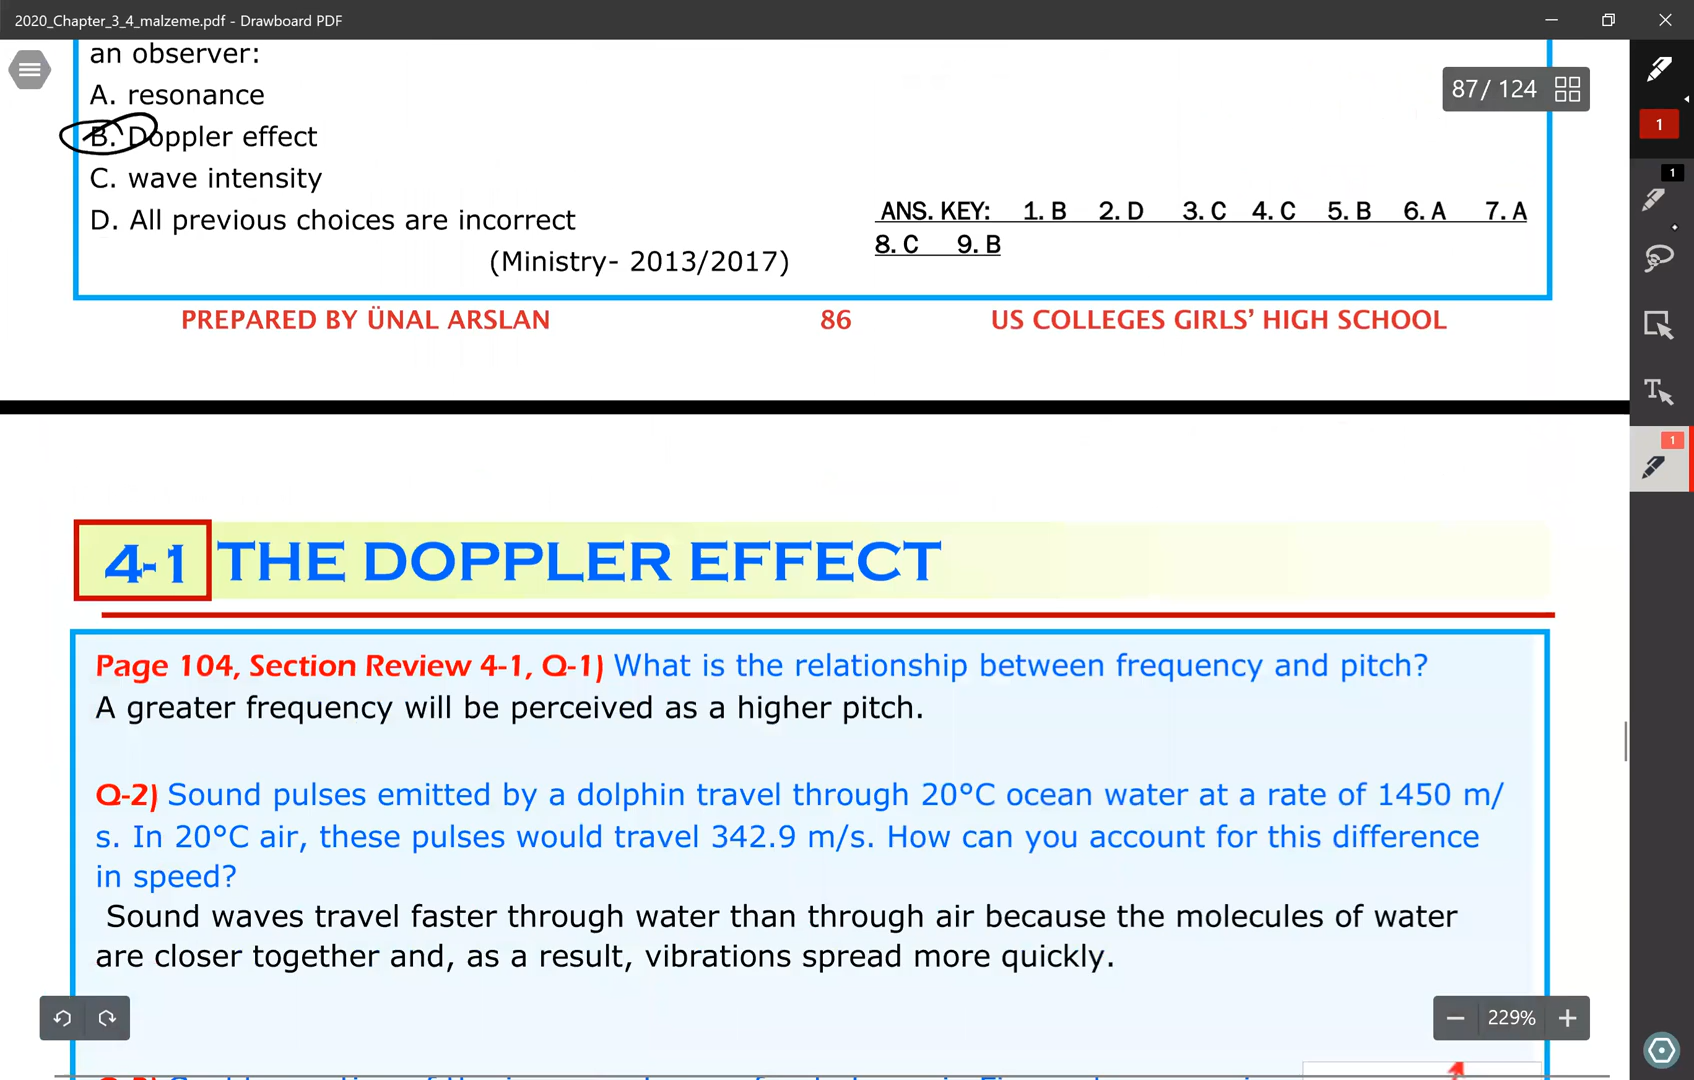 2020_Chapter_3_4_malzeme.pdf - Drawboard PDF
an observer:
87/ 124
A. resonance
1
B. Doppler effect
C. wave intensity
1
D. All previous choices are incorrect
(Ministry- 2013/2017)
ANS. KEY: 1. B 2. D 3. C 4. C 5. B 6. A 7. A
8. C 9. B
PREPARED BY ÜNAL ARSLAN 86 US COLLEGES GIRLS’ HIGH SCHOOL
1
4-1 THE DOPPLER EFFECT
Page 104, Section Review 4-1, Q-1) What is the relationship between frequency and pitch?
A greater frequency will be perceived as a higher pitch.
Q-2) Sound pulses emitted by a dolphin travel through 20°C ocean water at a rate of 1450 m/
s. In 20°C air, these pulses would travel 342.9 m/s. How can you account for this difference
in speed?
Sound waves travel faster through water than through air because the molecules of water
are closer together and, as a result, vibrations spread more quickly.
229%